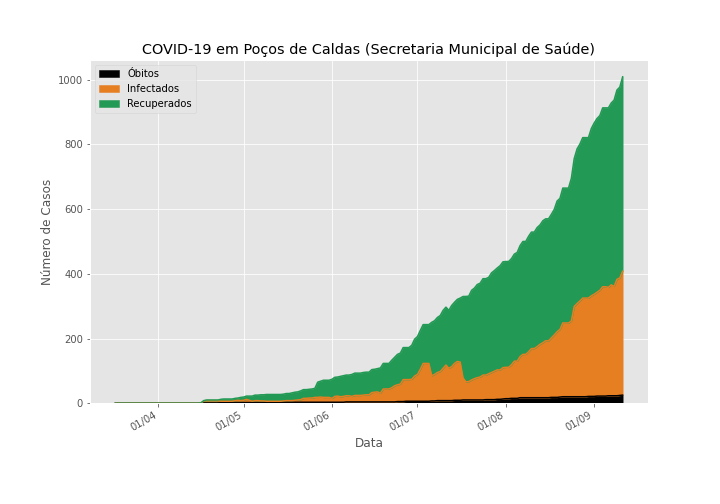 COVID-19 em Poços de Caldas (Secretaria Municipal de Saúde)
Óbitos
Infectados
Recuperados
1000
800
600
400
200
0
Número de Casos
01/04
01/05
01/06
01/07
01/08
01/09
Data